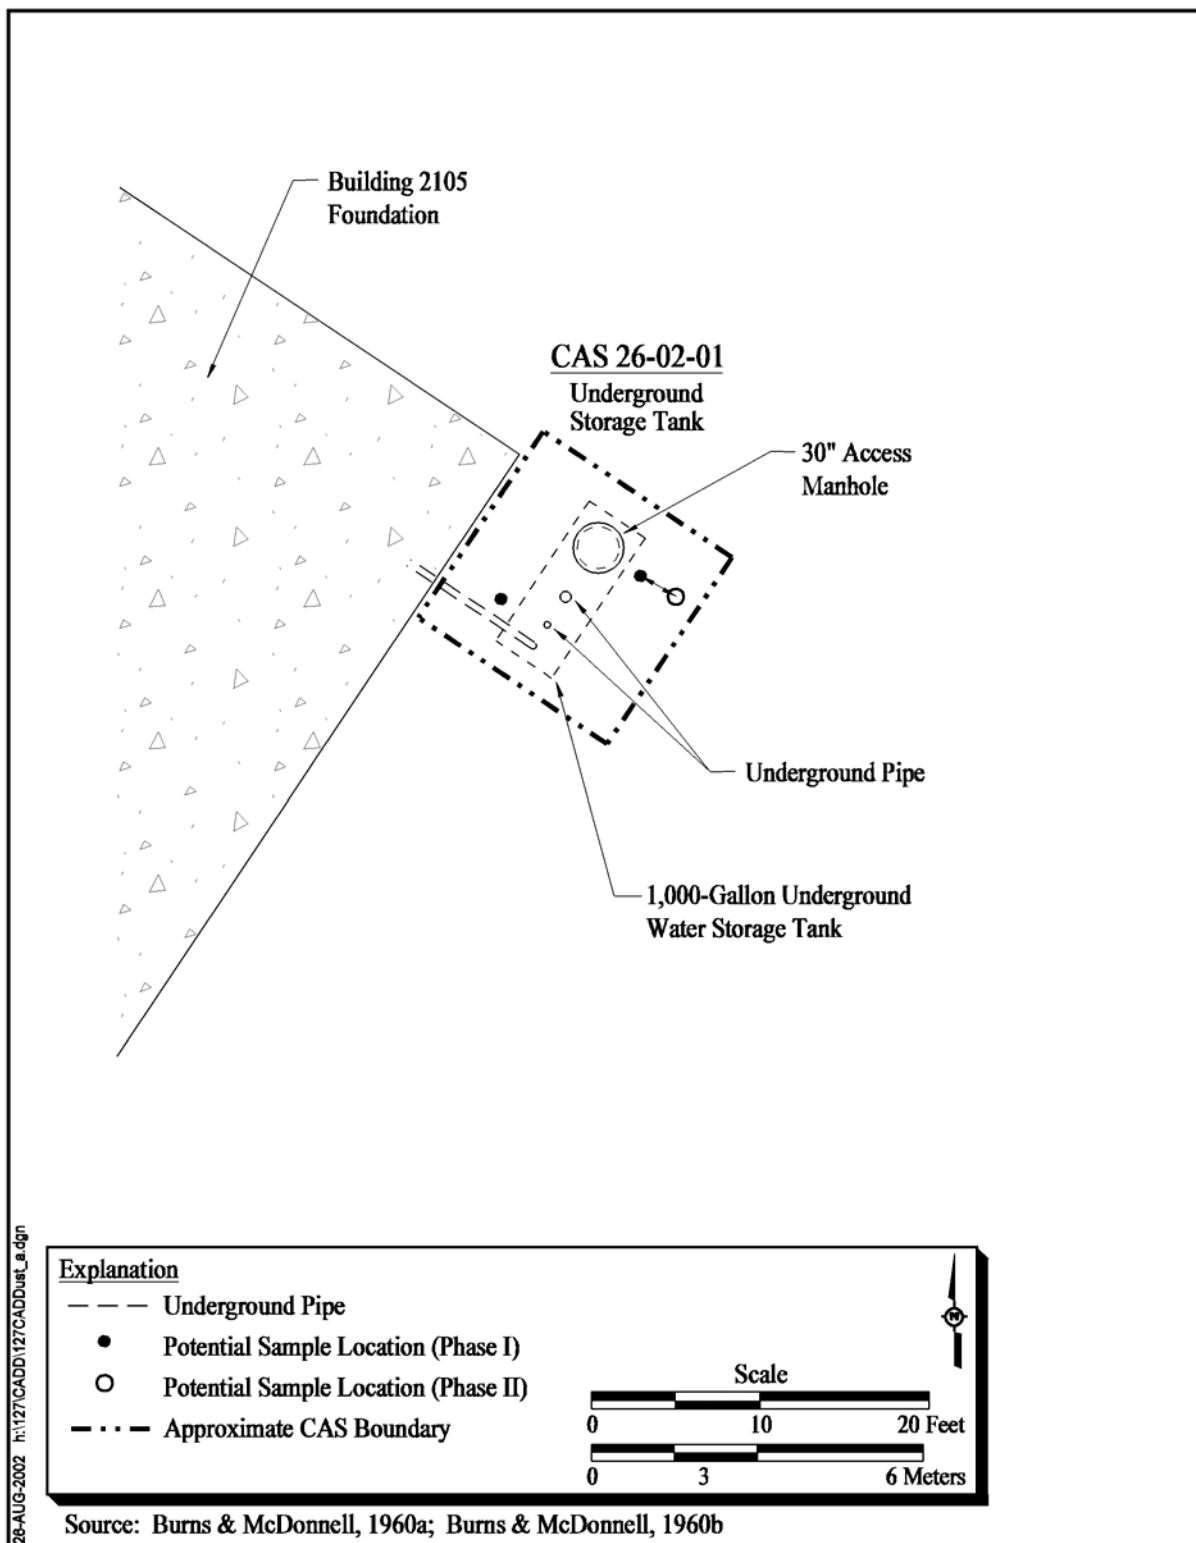 Building 2105
Foundation
CAS 26-02-01
Underground
Storage Tank
30" Access
Manhole
Underground Pipe
1,000-Gallon Underground
Water Storage Tank
Explanation
Underground Pipe
Potential Sample Location (Phase I)
Potential Sample Location (Phase II)
Approximate CAS Boundary
N
Scale
0 10 20 Feet
0 3 6 Meters
Source: Burns & McDonnell, 1960a; Burns & McDonnell, 1960b
28-AUG-2002 h:\127\CADD\127CADDust_a.dgn